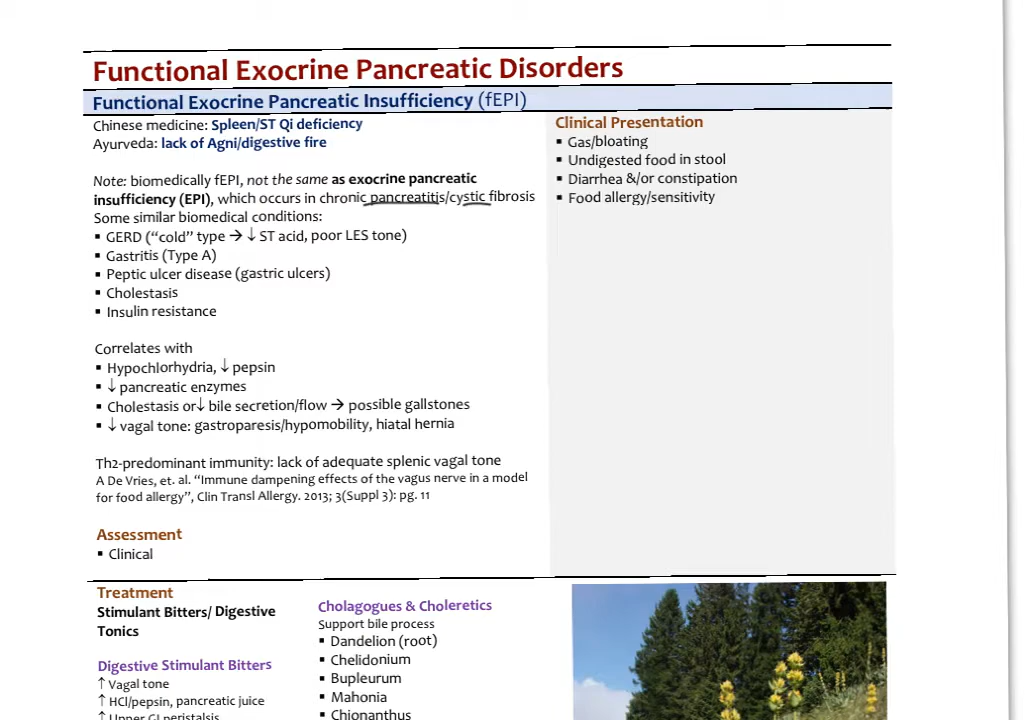 Functional Exocrine Pancreatic Disorders
Functional Exocrine Pancreatic Insufficiency (fEPI)
Chinese medicine: Spleen/ST Qi deficiency
Ayurveda: lack of Agni/digestive fire
Note: biomedically fEPI, not the same as exocrine pancreatic
insufficiency (EPI), which occurs in chronic pancreatitis/cystic fibrosis
Some similar biomedical conditions:
▪ GERD (“cold” type → ↓ ST acid, poor LES tone)
▪ Gastritis (Type A)
▪ Peptic ulcer disease (gastric ulcers)
▪ Cholestasis
▪ Insulin resistance
Correlates with
▪ Hypochlorhydria, ↓ pepsin
▪ ↓ pancreatic enzymes
▪ Cholestasis or↓ bile secretion/flow → possible gallstones
▪ ↓ vagal tone: gastroparesis/hypomobility, hiatal hernia
Th2-predominant immunity: lack of adequate splenic vagal tone
A De Vries, et. al. “Immune dampening effects of the vagus nerve in a model
for food allergy”, Clin Transl Allergy. 2013; 3(Suppl 3): pg. 11
Assessment
▪ Clinical
Clinical Presentation
▪ Gas/bloating
▪ Undigested food in stool
▪ Diarrhea &/or constipation
▪ Food allergy/sensitivity
Treatment
Stimulant Bitters/ Digestive
Tonics
Digestive Stimulant Bitters
↑ Vagal tone
↑ HCl/pepsin, pancreatic juice
↑ Upper GI peristalsis
Cholagogues & Choleretics
Support bile process
▪ Dandelion (root)
▪ Chelidonium
▪ Bupleurum
▪ Mahonia
▪ Chionanthus